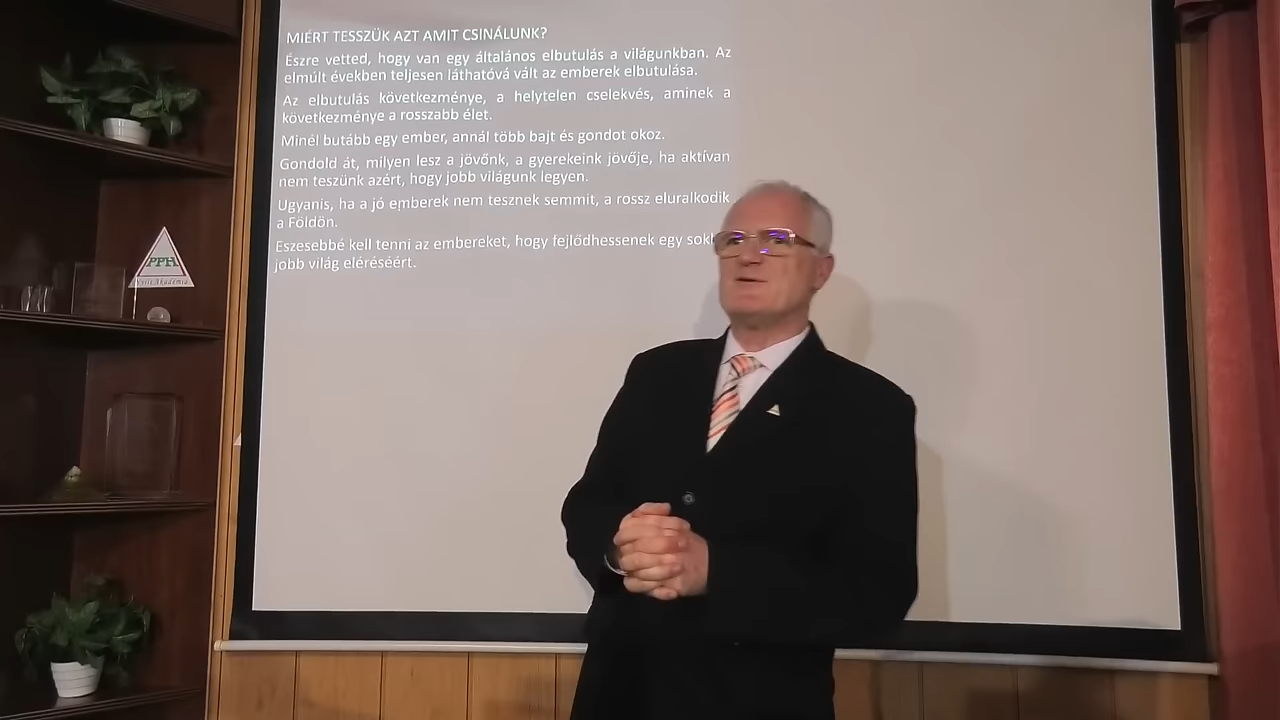 MIÉRT TESSZÜK AZT AMIT CSINÁLUNK?
Észre vetted, hogy van egy általános elbutulás a világunkban. Az
elmúlt években teljesen láthatóvá vált az emberek elbutulása.
Az elbutulás következménye, a helytelen cselekvés, aminek a
következménye a rosszabb élet.
Minél butább egy ember, annál több bajt és gondot okoz.
Gondold át, milyen lesz a jövőnk, a gyerekeink jövője, ha aktívan
nem teszünk azért, hogy jobb világunk legyen.
Ugyanis, ha a jó emberek nem tesznek semmit, a rossz eluralkodik
a Földön.
Eszesebbé kell tenni az embereket, hogy fejlődhessenek egy sok
jobb világ eléréséért.
PPH
Akadémia